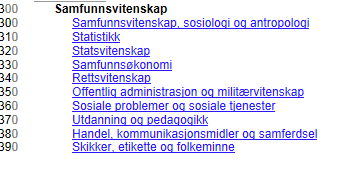 300 Samfunnsvitenskap
300 Samfunnsvitenskap, sosiologi og antropologi
310 Statistikk
320 Statsvitenskap
330 Samfunnsøkonomi
340 Rettsvitenskap
350 Offentlig administrasjon og militærvitenskap
360 Sosiale problemer og sosiale tjenester
370 Utdanning og pedagogikk
380 Handel, kommunikasjonsmidler og samferdsel
390 Skikker, etikette og folkeminne